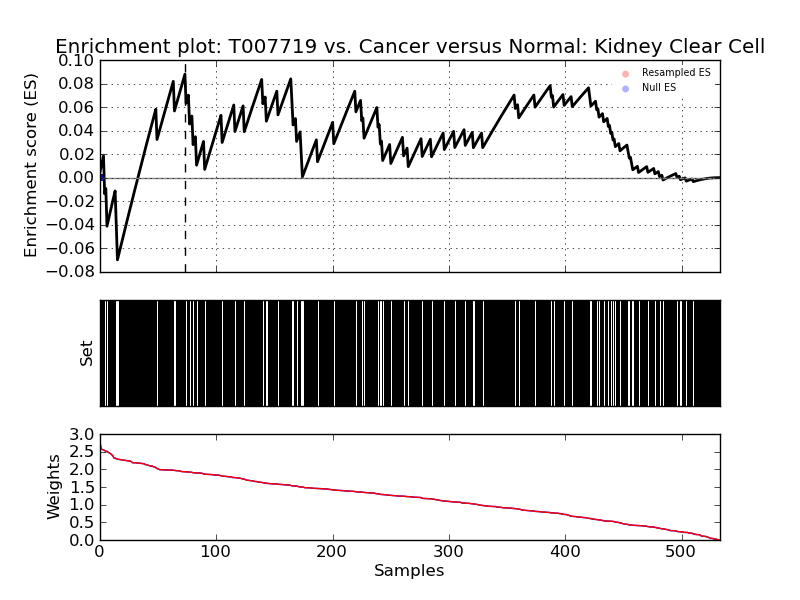 Enrichment plot: T007719 vs. Cancer versus Normal: Kidney Clear Cell
Enrichment score (ES)
0.10
0.08
0.06
0.04
0.02
0.00
−0.02
−0.04
−0.06
−0.08
Resampled ES
Null ES
Set
Weights
3.0
2.5
2.0
1.5
1.0
0.5
0.0
0 100 200 300 400 500
Samples